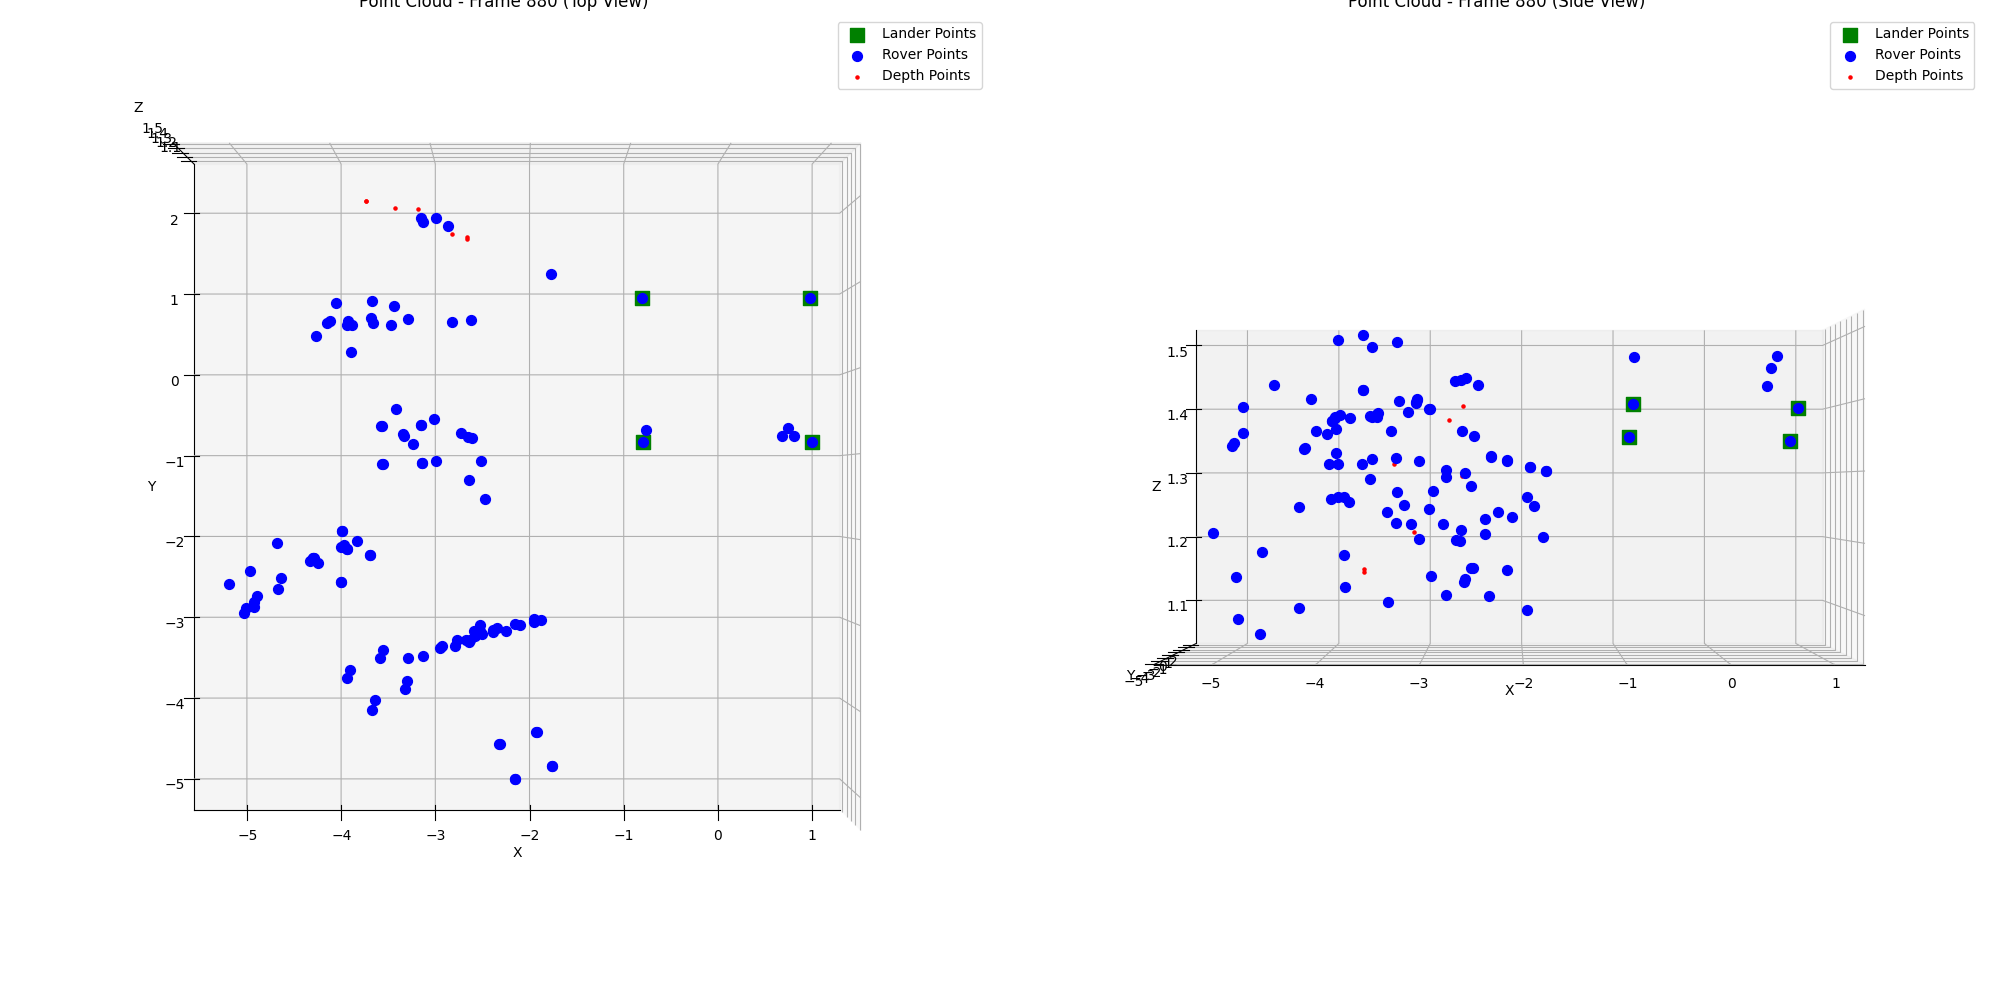 Point Cloud - Frame 880 (Top View)
Lander Points
Rover Points
Depth Points
Z
1.5
2
1
0
−1
−2
−3
−4
−5
Y
−5 −4 −3 −2 −1 0 1
X
Point Cloud - Frame 880 (Side View)
Lander Points
Rover Points
Depth Points
1.5
1.4
1.3
1.2
1.1
Z
Y
−5 −4 −3 −2 −1 0 1
X